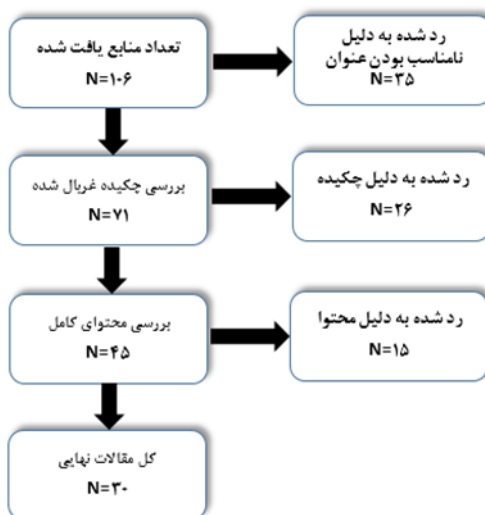 تعداد منابع یافت شده
N=۱۰۶
رد شده به دلیل
نامناسب بودن عنوان
N=۳۵
بررسی چکیده غربال شده
N=۷۱
رد شده به دلیل چکیده
N=۲۶
بررسی محتوای کامل
N=۴۵
رد شده به دلیل محتوا
N=۱۵
کل مقالات نهایی
N=۳۰